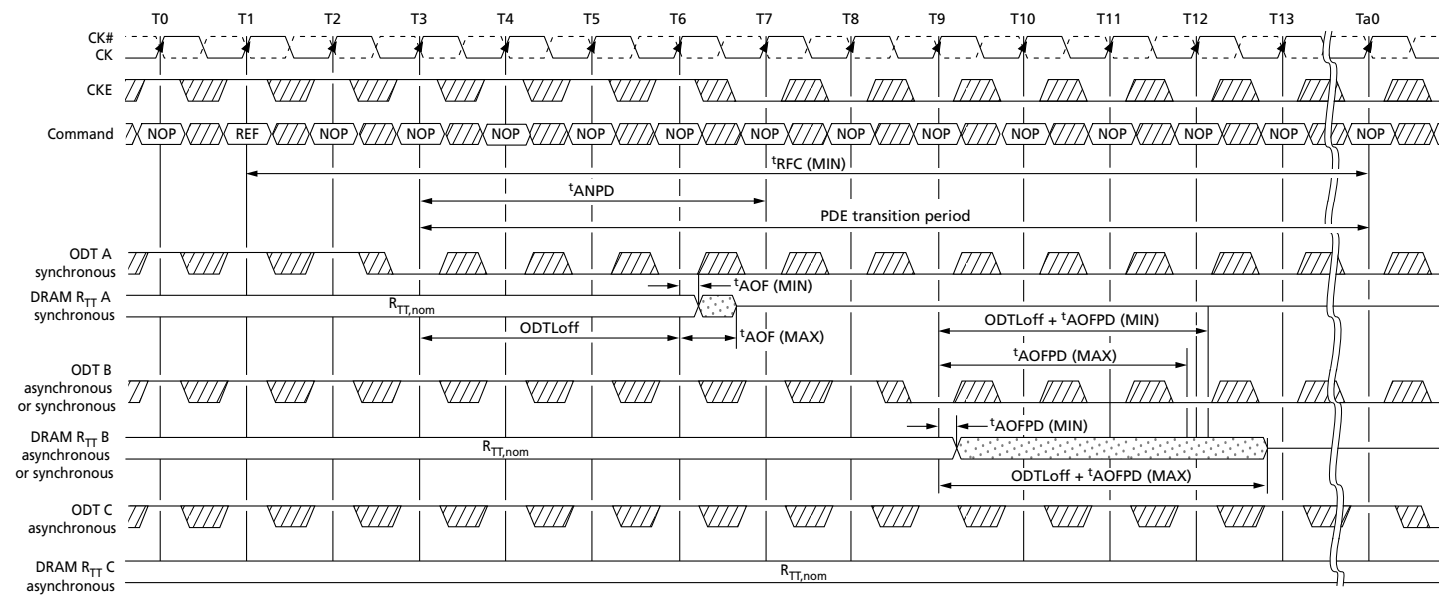 T0 T1 T2 T3 T4 T5 T6 T7 T8 T9 T10 T11 T12 T13 Ta0
CK#
CK
CKE
Command NOP REF NOP NOP NOP NOP NOP NOP NOP NOP NOP NOP NOP NOP NOP
tRFC (MIN)
tANPD
PDE transition period
ODT A
synchronous
tAOF (MIN)
DRAM RTT A
synchronous
RTT,nom
ODTLoff + tAOFPD (MIN)
ODTLoff
tAOF (MAX)
tAOFPD (MAX)
ODT B
asynchronous
or synchronous
tAOFPD (MIN)
DRAM RTT B
asynchronous
or synchronous
RTT,nom
ODTLoff + tAOFPD (MAX)
ODT C
asynchronous
DRAM RTT C
asynchronous
RTT,nom